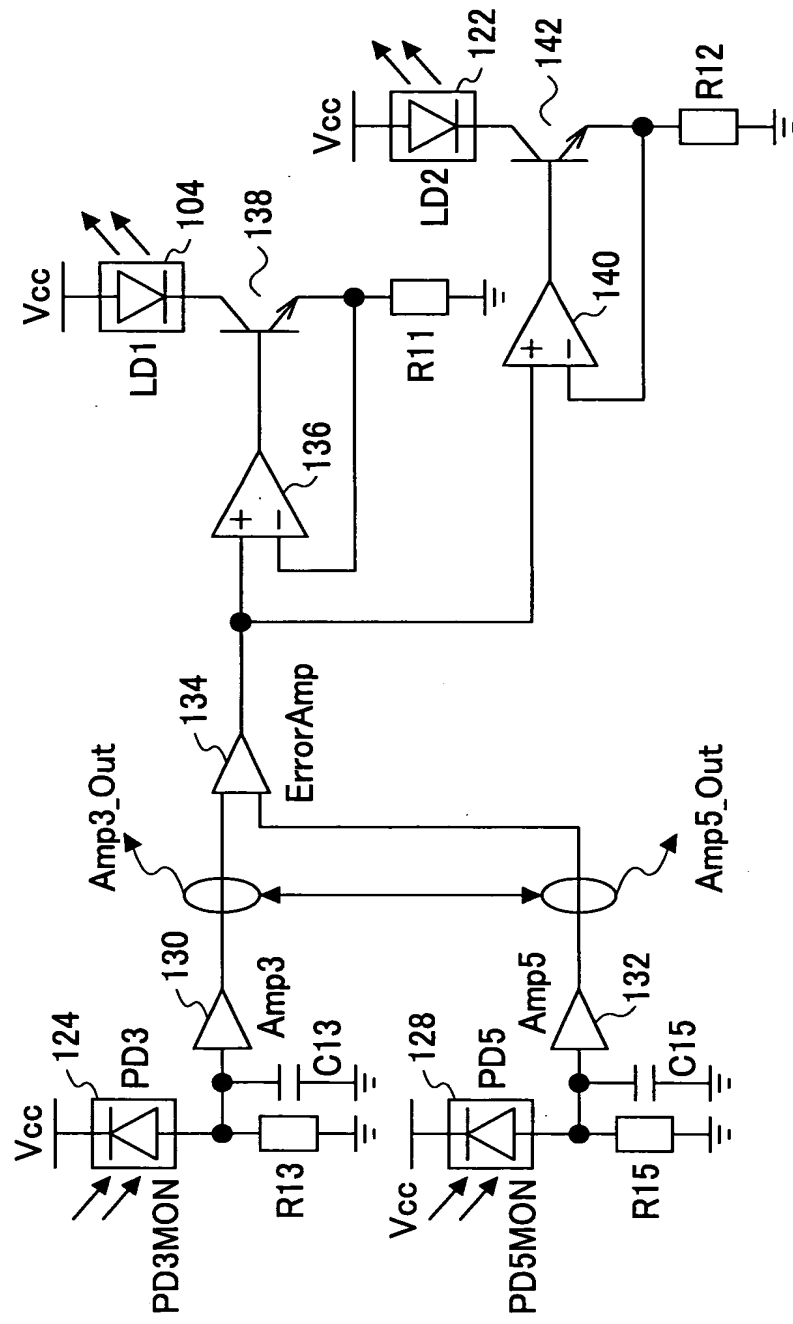 Vcc
124
PD3
PD3MON
R13
C13
130
Amp3
Amp3_Out
134
ErrorAmp
+
−
136
Vcc
104
LD1
138
R11
Vcc
128
PD5
PD5MON
R15
C15
Amp5
132
Amp5_Out
+
−
140
Vcc
122
LD2
142
R12